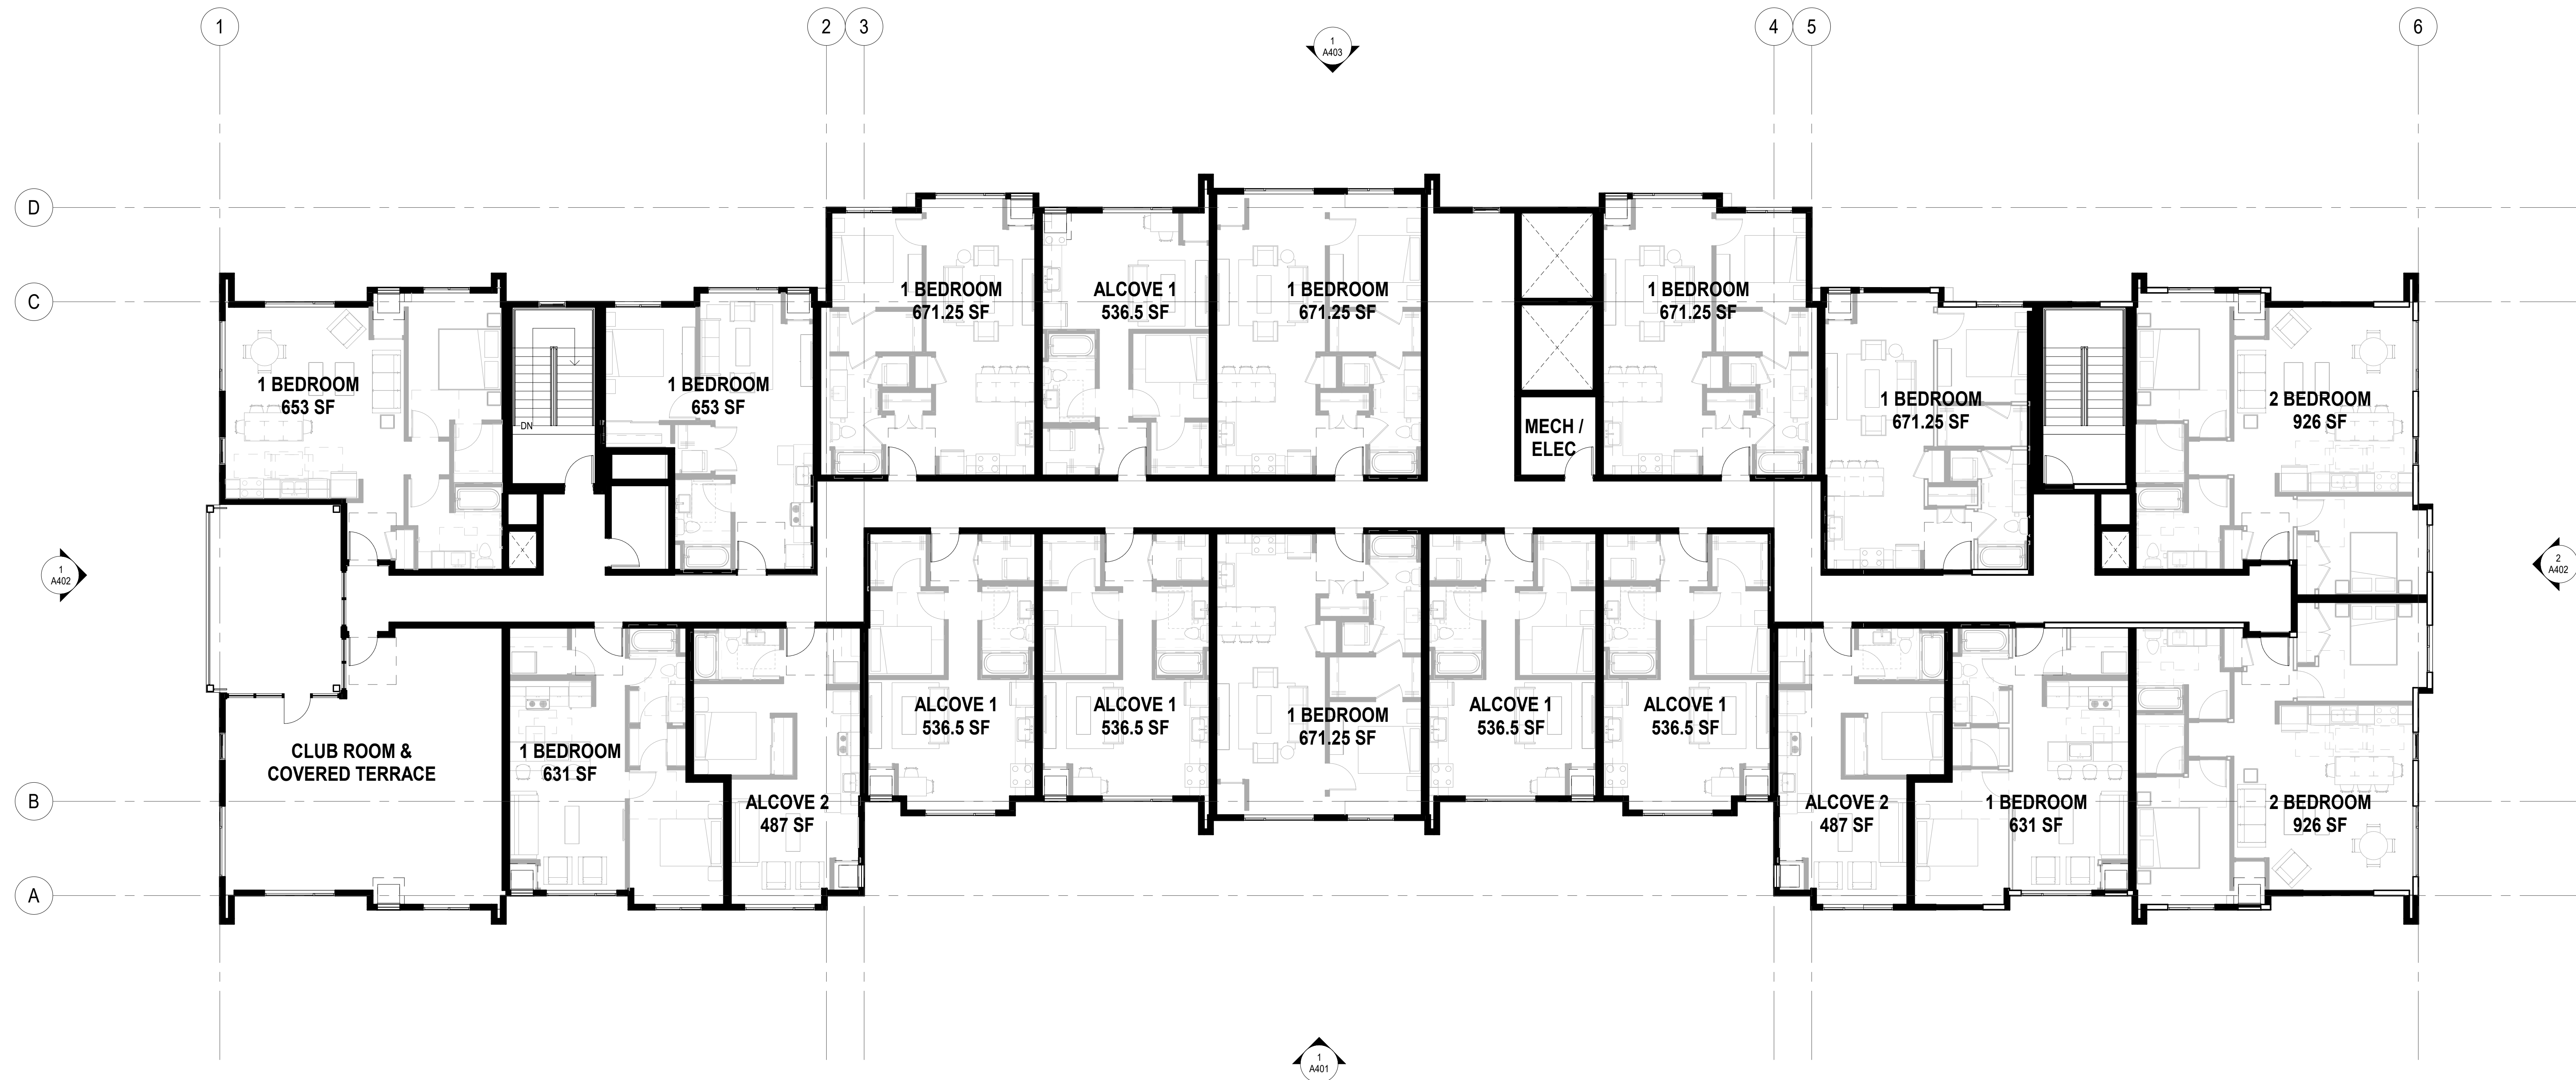 1
2
3
4
5
6
1
A403
D
C
1 BEDROOM
671.25 SF
ALCOVE 1
536.5 SF
1 BEDROOM
671.25 SF
1 BEDROOM
671.25 SF
1 BEDROOM
653 SF
1 BEDROOM
653 SF
DN
MECH /
ELEC
1 BEDROOM
671.25 SF
2 BEDROOM
926 SF
1
A402
2
A402
CLUB ROOM &
COVERED TERRACE
1 BEDROOM
631 SF
ALCOVE 2
487 SF
ALCOVE 1
536.5 SF
ALCOVE 1
536.5 SF
1 BEDROOM
671.25 SF
ALCOVE 1
536.5 SF
ALCOVE 1
536.5 SF
ALCOVE 2
487 SF
1 BEDROOM
631 SF
2 BEDROOM
926 SF
B
A
1
A401